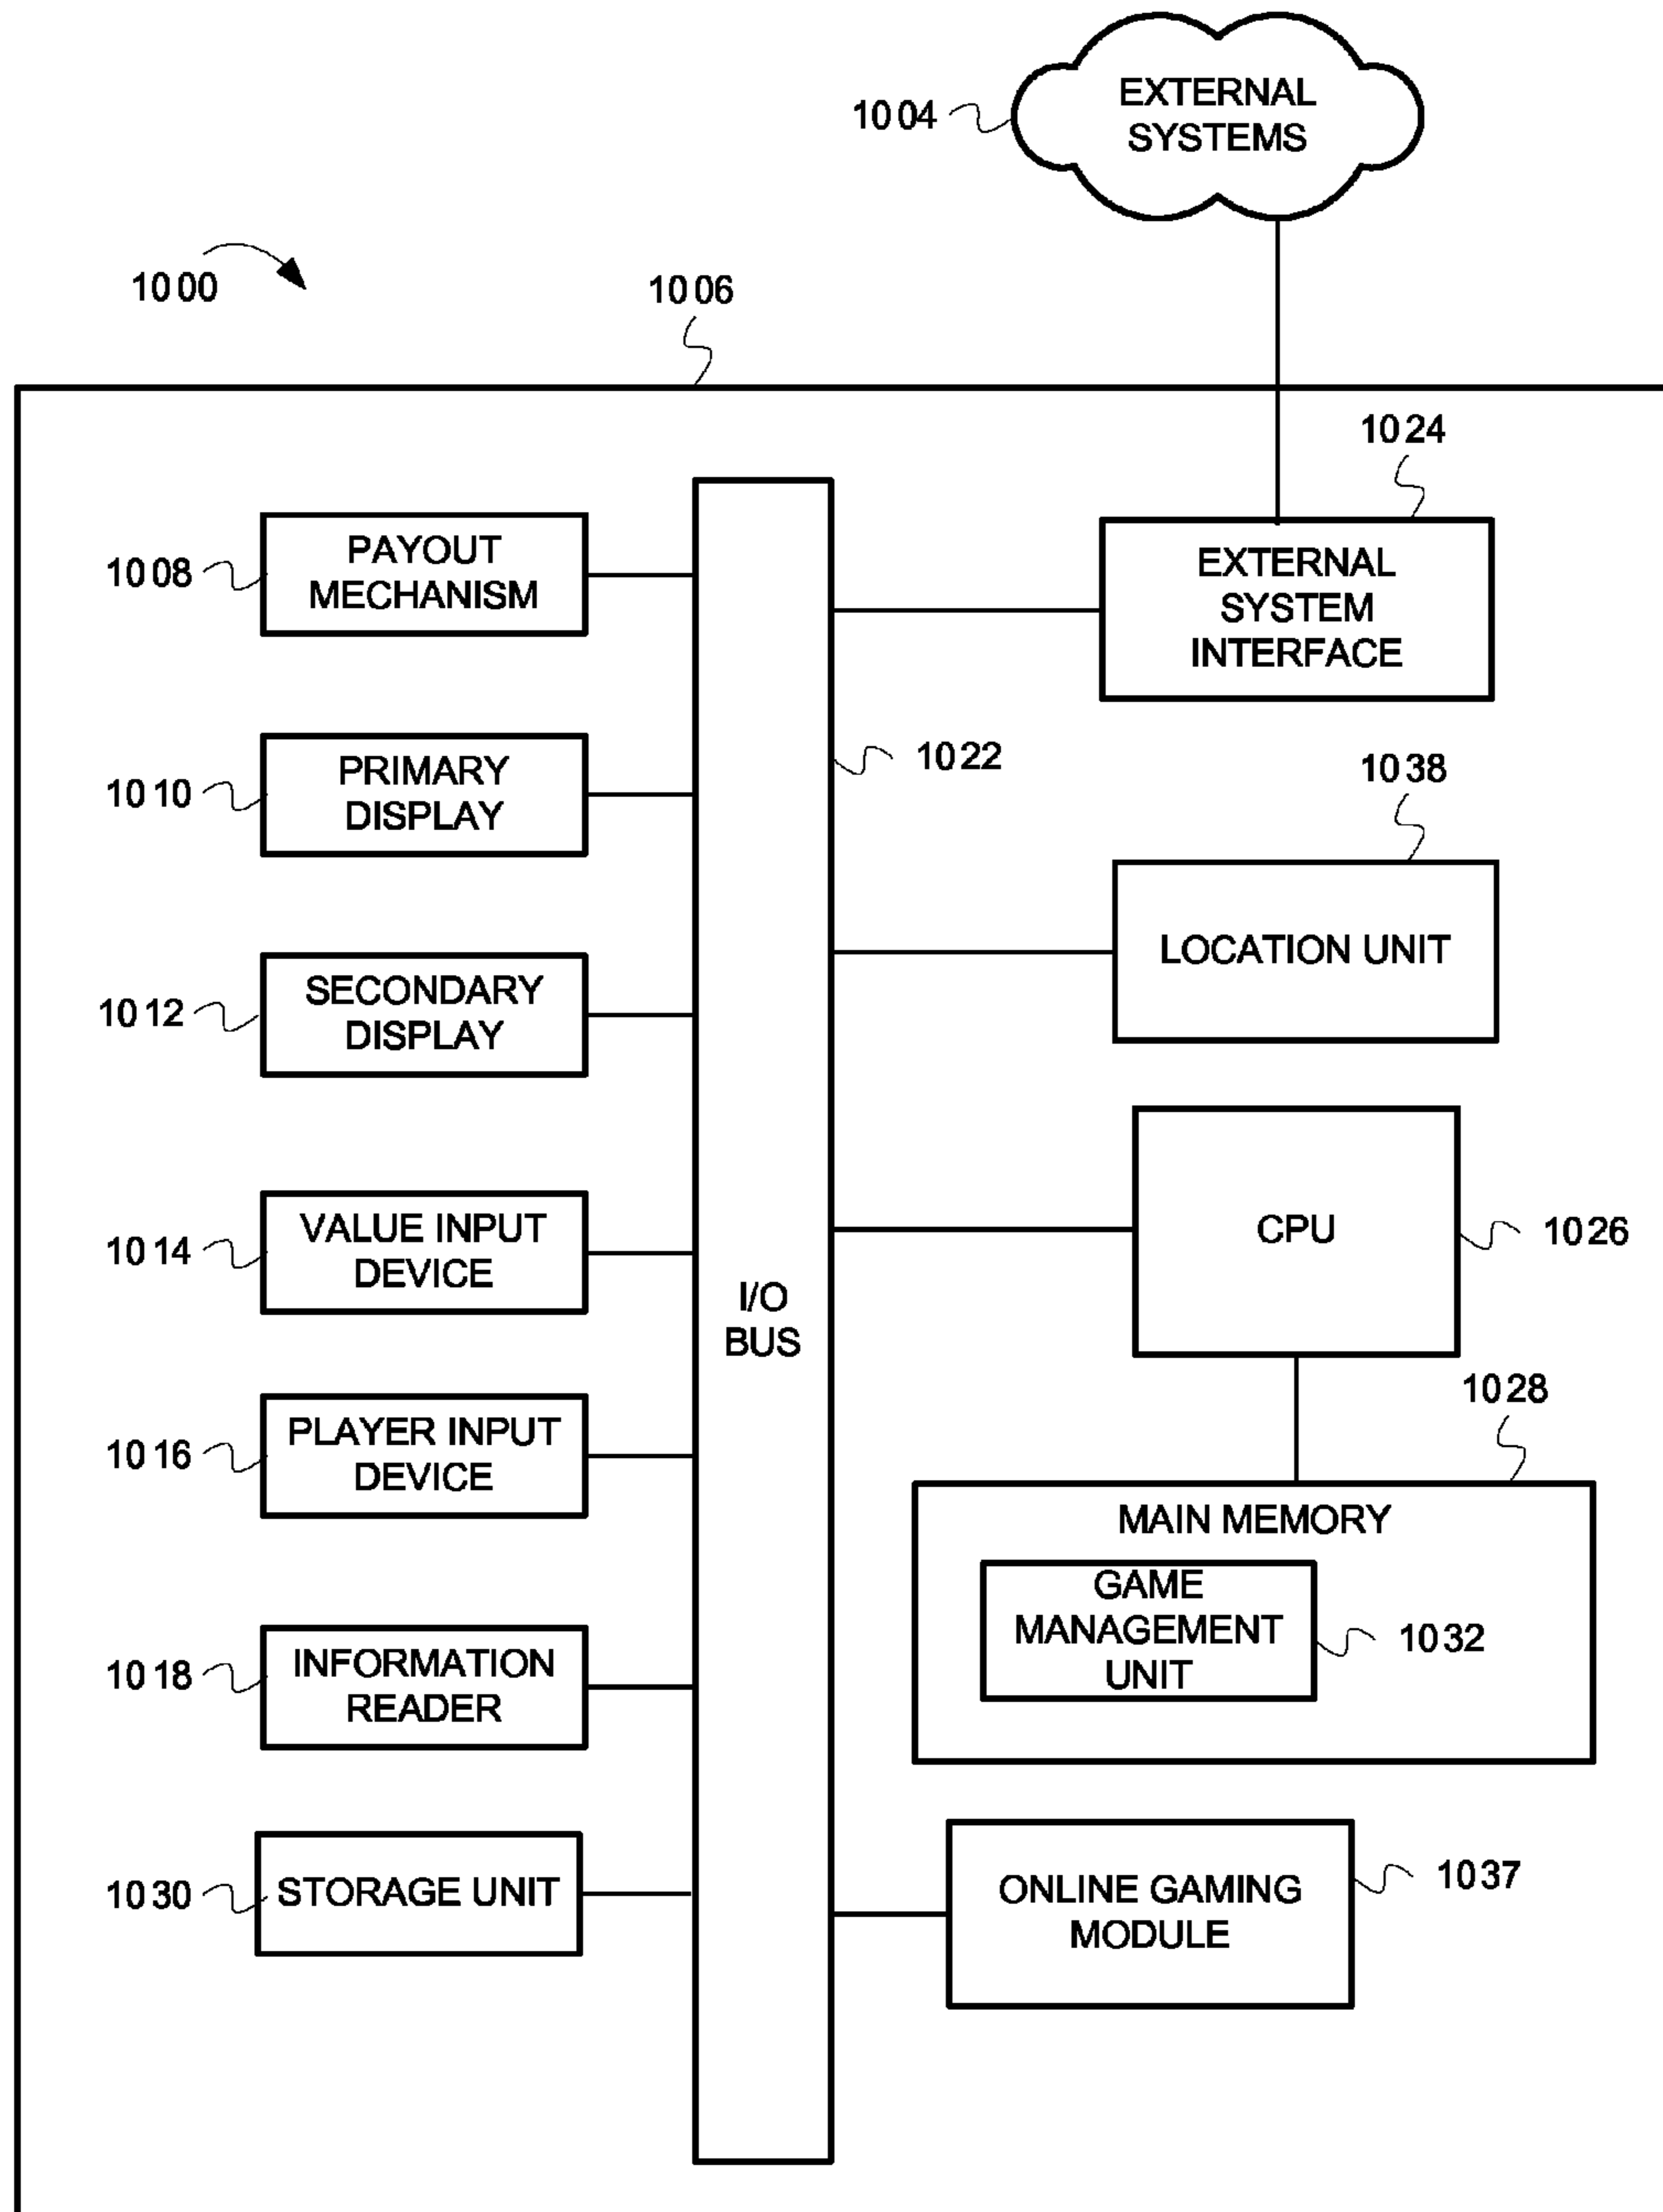 EXTERNAL
SYSTEMS
1004
1000
1006
1024
PAYOUT
MECHANISM
1008
EXTERNAL
SYSTEM
INTERFACE
1022
1038
PRIMARY
DISPLAY
1010
LOCATION UNIT
SECONDARY
DISPLAY
1012
CPU
1026
VALUE INPUT
DEVICE
1014
I/O
BUS
1028
PLAYER INPUT
DEVICE
1016
MAIN MEMORY
GAME
MANAGEMENT
UNIT
1032
INFORMATION
READER
1018
STORAGE UNIT
1030
ONLINE GAMING
MODULE
1037